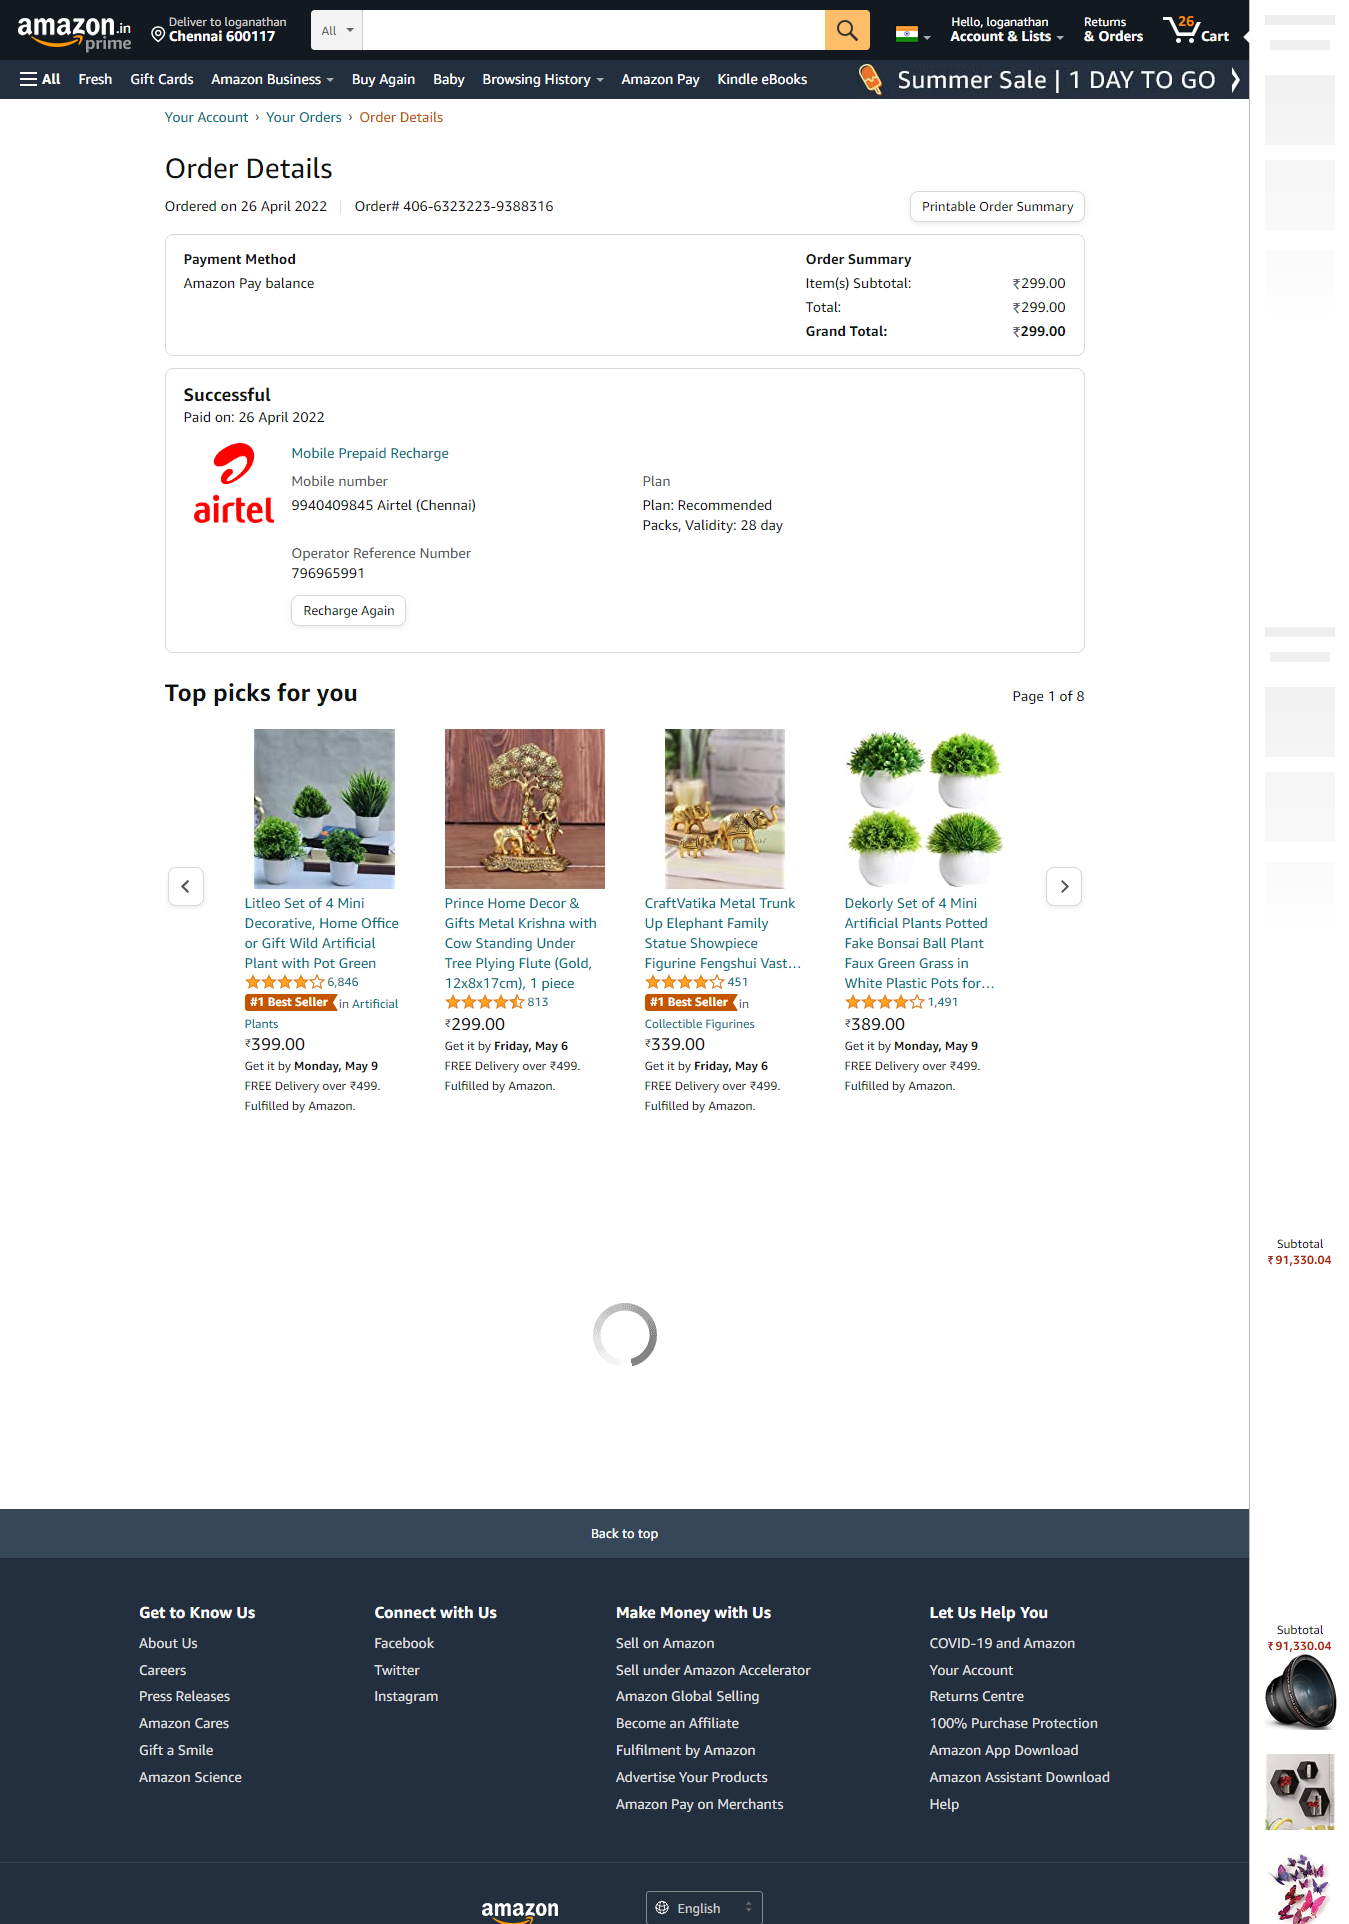 amazon.in
prime
Deliver to loganathan
Chennai 600117
All
Hello, loganathan
Account & Lists
Returns
& Orders
26
Cart
All
Fresh
Gift Cards
Amazon Business
Buy Again
Baby
Browsing History
Amazon Pay
Kindle eBooks
Summer Sale | 1 DAY TO GO
Your Account › Your Orders › Order Details
Order Details
Ordered on 26 April 2022
Order# 406-6323223-9388316
Printable Order Summary
Payment Method
Amazon Pay balance
Order Summary
Item(s) Subtotal: ₹299.00
Total: ₹299.00
Grand Total: ₹299.00
Successful
Paid on: 26 April 2022
airtel
Mobile Prepaid Recharge
Mobile number
9940409845 Airtel (Chennai)
Plan
Plan: Recommended
Packs, Validity: 28 day
Operator Reference Number
796965991
Recharge Again
Top picks for you
Page 1 of 8
Litleo Set of 4 Mini
Decorative, Home Office
or Gift Wild Artificial
Plant with Pot Green
6,846
#1 Best Seller in Artificial
Plants
₹399.00
Get it by Monday, May 9
FREE Delivery over ₹499.
Fulfilled by Amazon.
Prince Home Decor &
Gifts Metal Krishna with
Cow Standing Under
Tree Plying Flute (Gold,
12x8x17cm), 1 piece
813
₹299.00
Get it by Friday, May 6
FREE Delivery over ₹499.
Fulfilled by Amazon.
CraftVatika Metal Trunk
Up Elephant Family
Statue Showpiece
Figurine Fengshui Vast…
451
#1 Best Seller in
Collectible Figurines
₹339.00
Get it by Friday, May 6
FREE Delivery over ₹499.
Fulfilled by Amazon.
Dekorly Set of 4 Mini
Artificial Plants Potted
Fake Bonsai Ball Plant
Faux Green Grass in
White Plastic Pots for…
1,491
₹389.00
Get it by Monday, May 9
FREE Delivery over ₹499.
Fulfilled by Amazon.
Subtotal
₹91,330.04
Back to top
Get to Know Us
About Us
Careers
Press Releases
Amazon Cares
Gift a Smile
Amazon Science
Connect with Us
Facebook
Twitter
Instagram
Make Money with Us
Sell on Amazon
Sell under Amazon Accelerator
Amazon Global Selling
Become an Affiliate
Fulfilment by Amazon
Advertise Your Products
Amazon Pay on Merchants
Let Us Help You
COVID-19 and Amazon
Your Account
Returns Centre
100% Purchase Protection
Amazon App Download
Amazon Assistant Download
Help
Subtotal
₹91,330.04
amazon
English